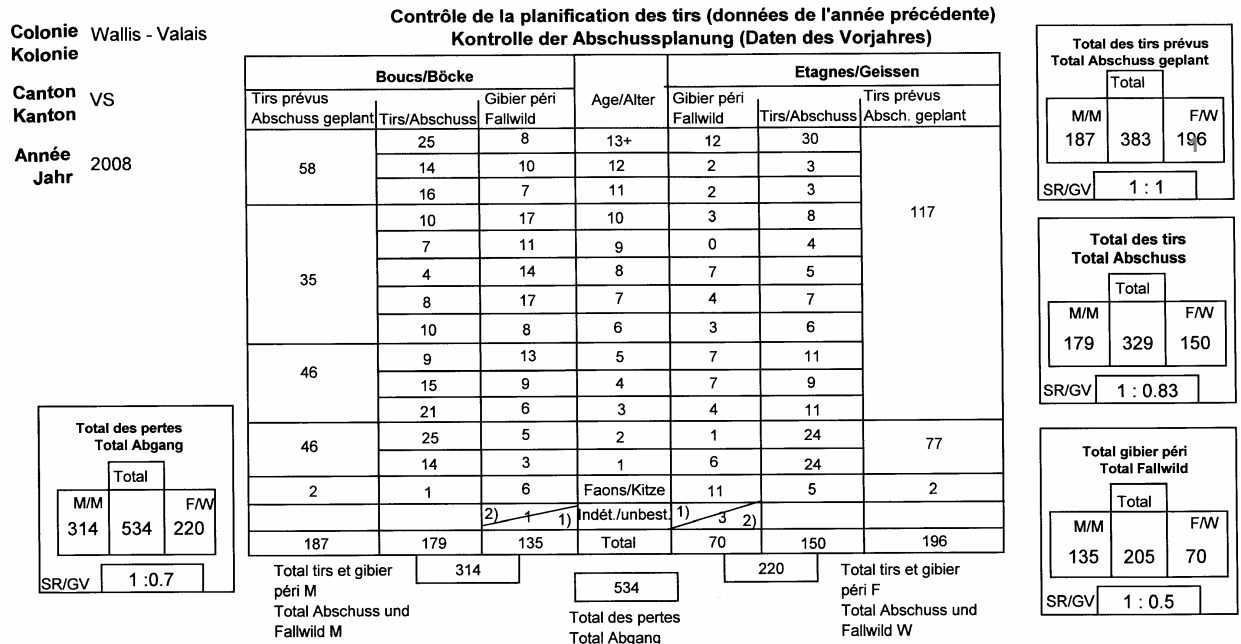 Contrôle de la planification des tirs (données de l'année précédente)
Kontrolle der Abschussplanung (Daten des Vorjahres)
Colonie Wallis - Valais
Kolonie
Canton VS
Kanton
Année 2008
Jahr
Boucs/Böcke Age/Alter Etagnes/Geissen
Tirs prévus Gibier péri Gibier péri Tirs prévus
Abschuss geplant Tirs/Abschuss Fallwild Fallwild Tirs/Abschuss Absch. geplant
58 25 8 13+ 12 30 117
14 10 12 2 3
16 7 11 2 3
35 10 17 10 3 8
7 11 9 0 4
4 14 8 7 5
8 17 7 4 7
10 8 6 3 6
46 9 13 5 7 11
15 9 4 7 9
21 6 3 4 11
46 25 5 2 1 24 77
14 3 1 6 24
2 1 6 Faons/Kitze 11 5 2
2) 1 1) Indét./unbest. 1) 3 2)
187 179 135 Total 70 150 196
Total tirs et gibier 314
péri M
Total Abschuss und
Fallwild M
534
Total des pertes
Total Abgang
220 Total tirs et gibier
péri F
Total Abschuss und
Fallwild W
Total des pertes
Total Abgang
Total
M/M F/W
314 534 220
SR/GV 1 :0.7
Total des tirs prévus
Total Abschuss geplant
Total
M/M F/W
187 383 196
SR/GV 1 : 1
Total des tirs
Total Abschuss
Total
M/M F/W
179 329 150
SR/GV 1 : 0.83
Total gibier péri
Total Fallwild
Total
M/M F/W
135 205 70
SR/GV 1 : 0.5